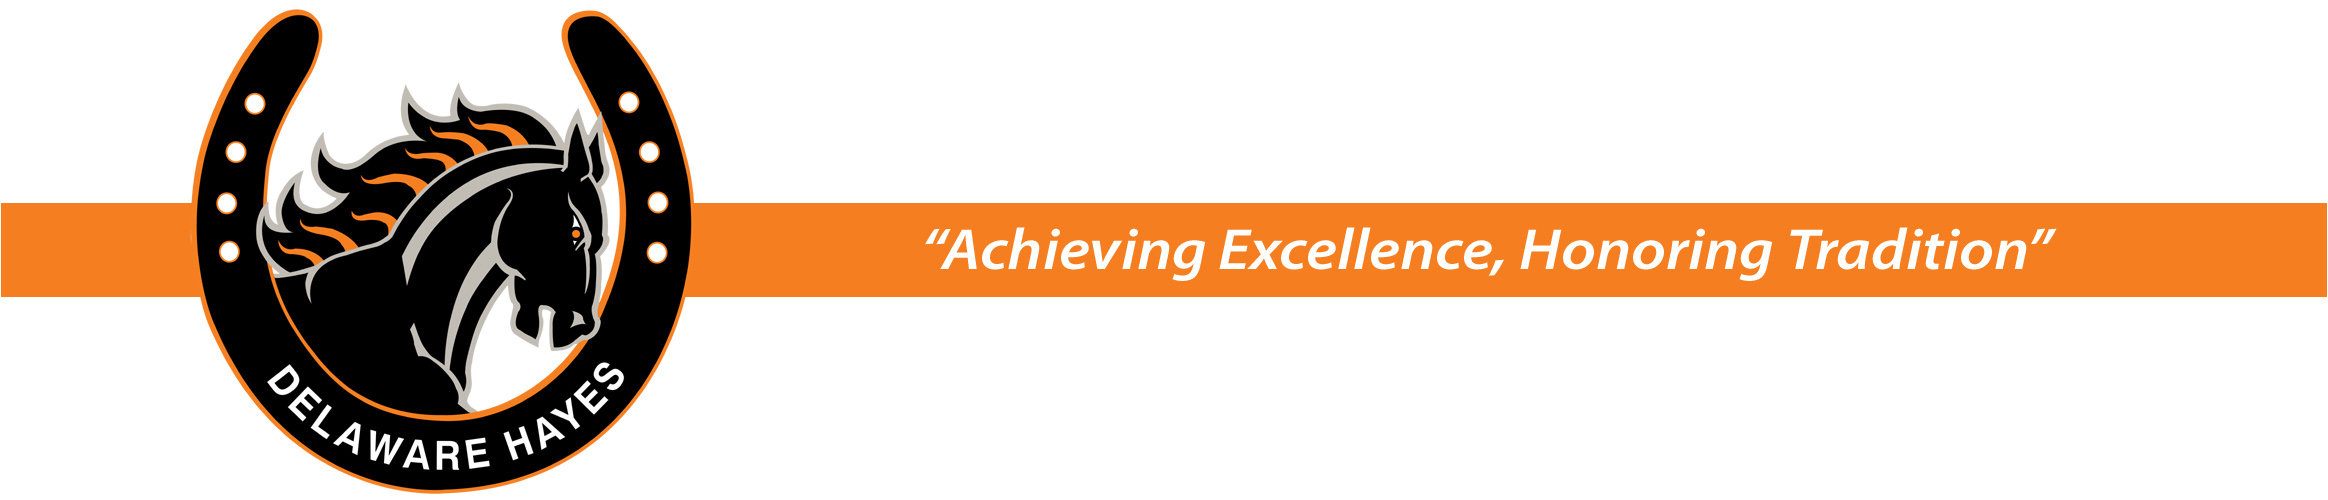 “Achieving Excellence, Honoring Tradition”
DELAWARE HAYES